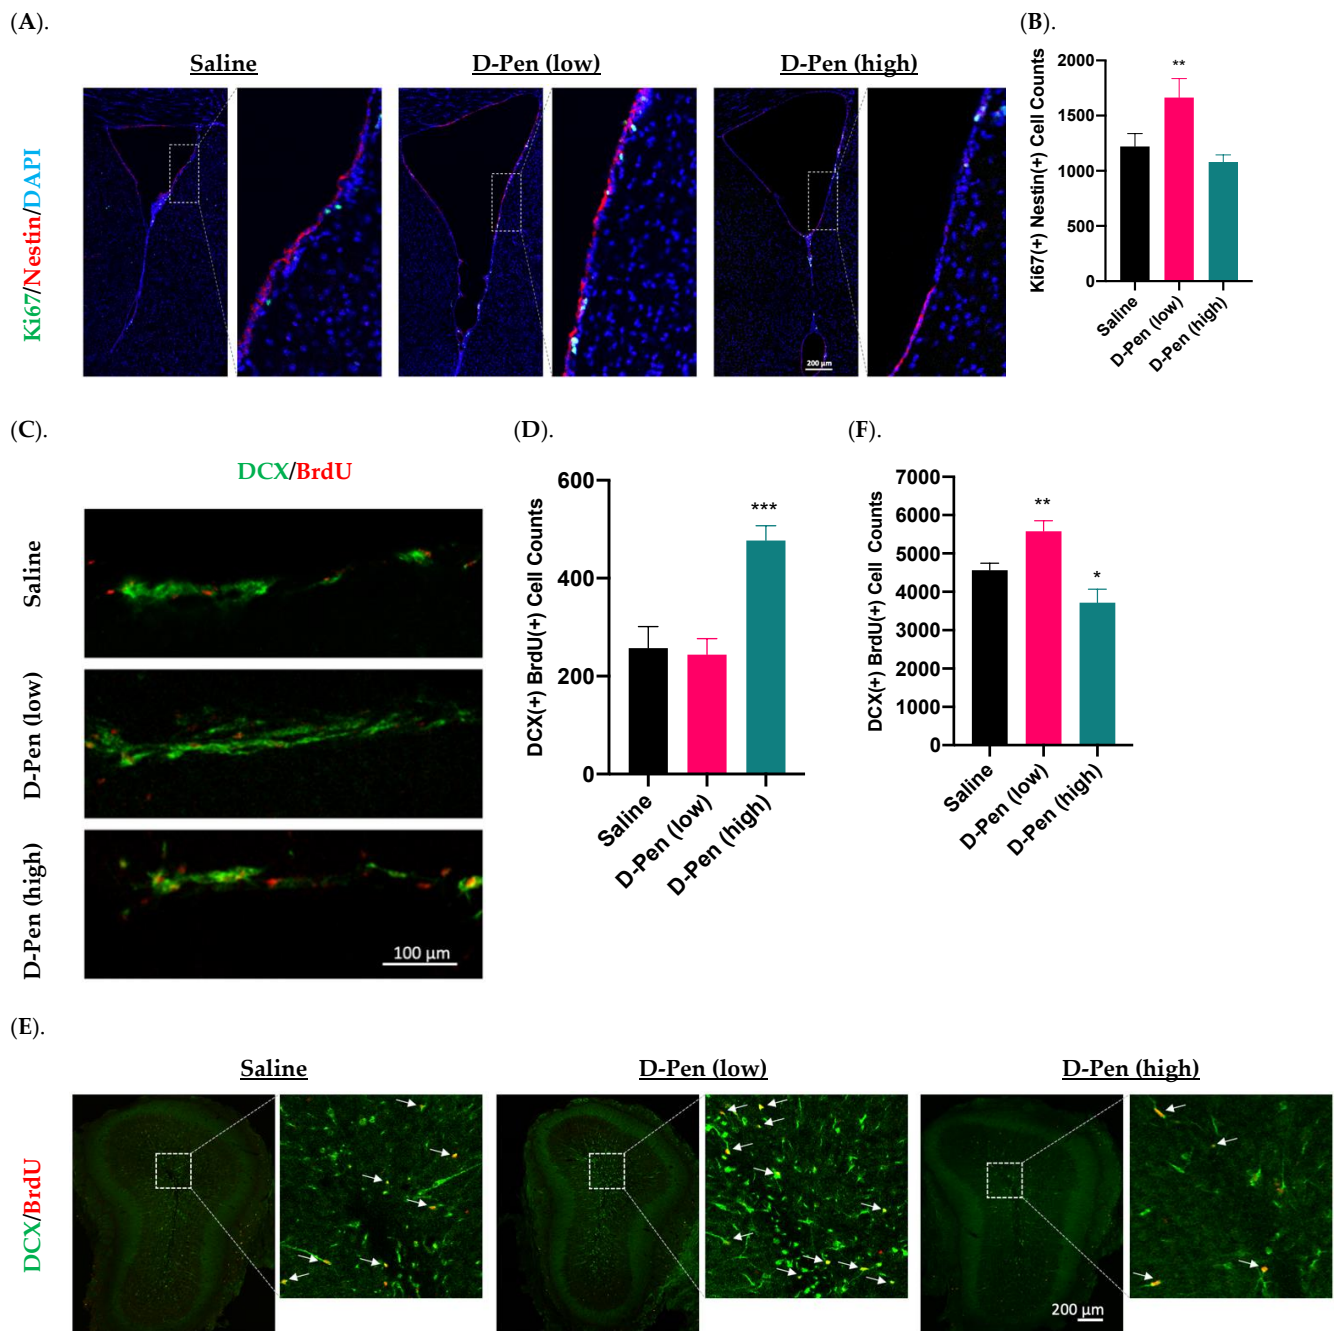 (A).
Saline
D-Pen (low)
D-Pen (high)
Ki67/Nestin/DAPI
200 µm
(B).
Ki67(+) Nestin(+) Cell Counts
2000
1500
1000
500
0
**
Saline
D-Pen (low)
D-Pen (high)
(C).
DCX/BrdU
Saline
D-Pen (low)
D-Pen (high)
100 µm
(D).
DCX(+) BrdU(+) Cell Counts
600
400
200
0
***
Saline
D-Pen (low)
D-Pen (high)
(F).
DCX(+) BrdU(+) Cell Counts
7000
6000
5000
4000
3000
2000
1000
0
**
*
Saline
D-Pen (low)
D-Pen (high)
(E).
Saline
D-Pen (low)
D-Pen (high)
DCX/BrdU
200 µm